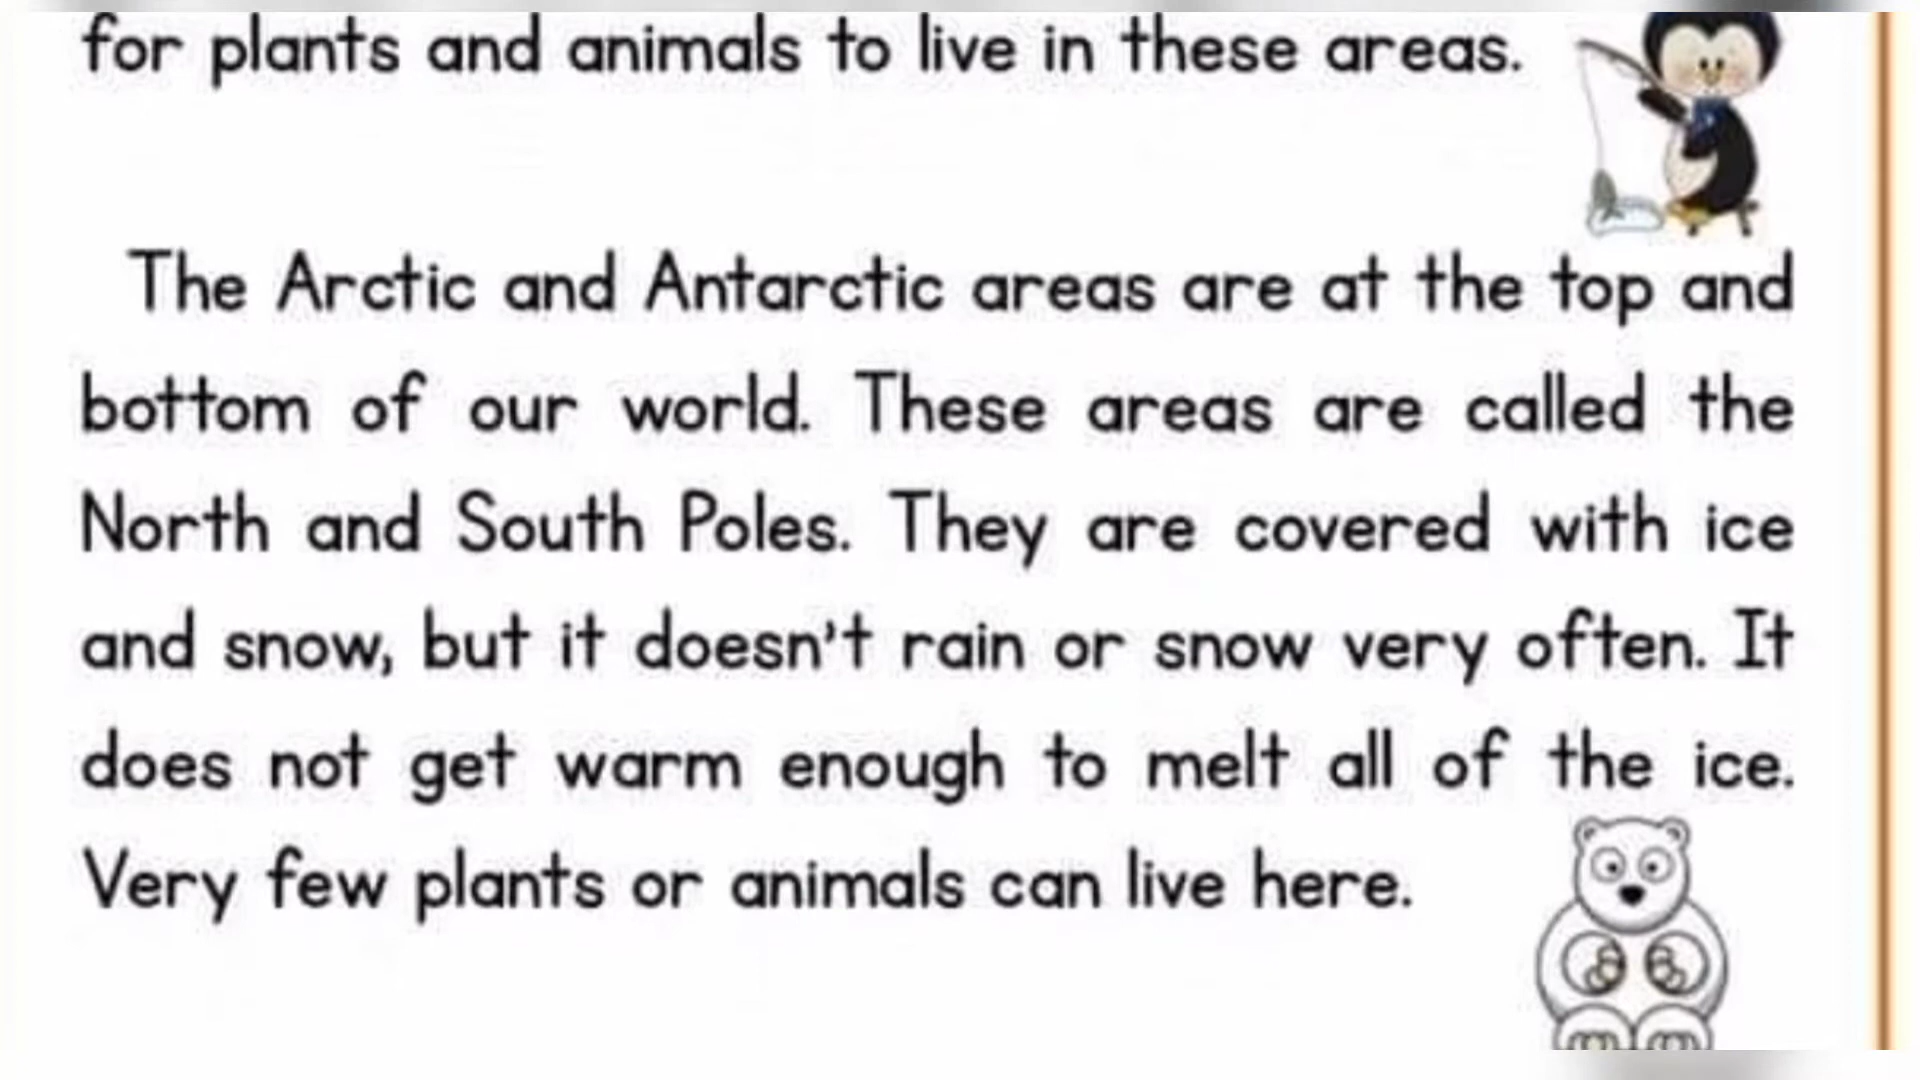 for plants and animals to live in these areas.
The Arctic and Antarctic areas are at the top and
bottom of our world. These areas are called the
North and South Poles. They are covered with ice
and snow, but it doesn't rain or snow very often. It
does not get warm enough to melt all of the ice.
Very few plants or animals can live here.